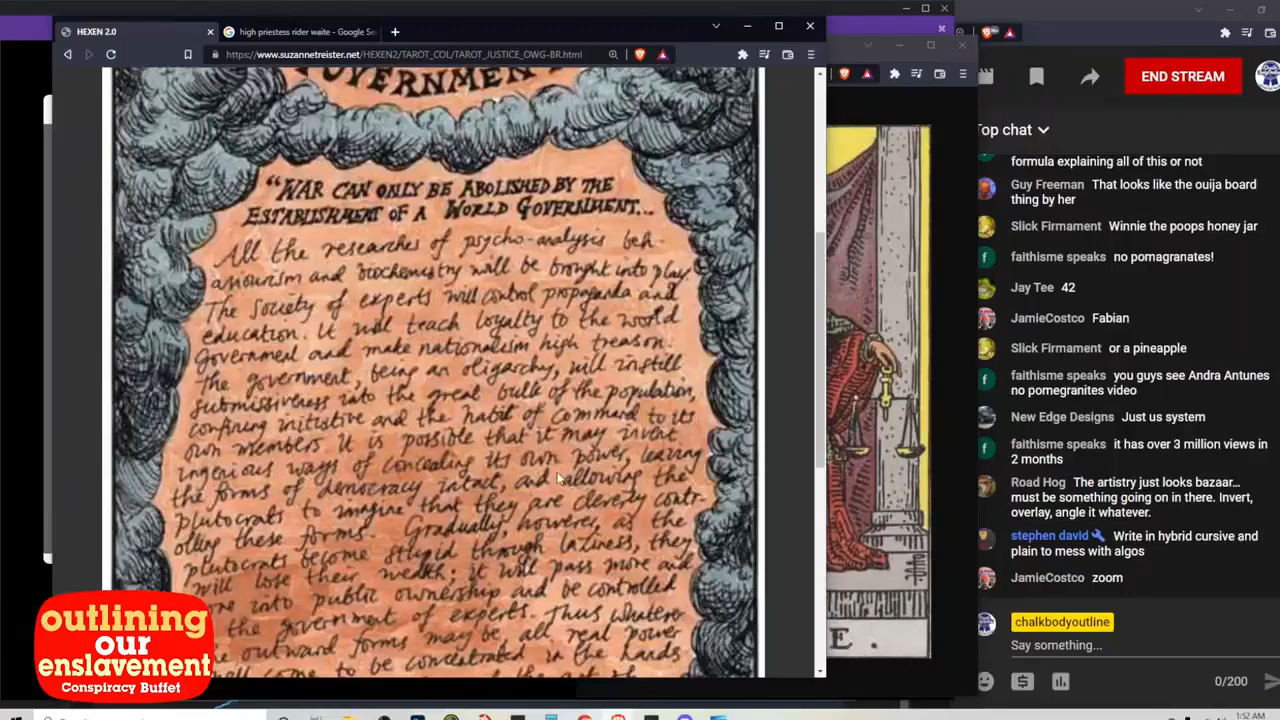 HEXEN 2.0
high priestess rider waite - Google Se
https://www.suzannetreister.net/HEXEN2/TAROT_COL/TAROT_JUSTICE_OWG-BR.html
END STREAM
Top chat
GOVERNMEN
"WAR CAN ONLY BE ABOLISHED BY THE
ESTABLISHMENT OF A WORLD GOVERNMENT...
All the researches of psycho-analysis beh-
aviourism and biochemistry will be brought into play.
The Society of experts will control propaganda and
education. It will teach loyalty to the world
government and make nationalism high treason.
The government, being an oligarchy, will instill
submissiveness into the great bulk of the population,
confining initiative and the habit of command to its
own members. It is possible that it may invent
ingenious ways of concealing its own power, leaving
the forms of democracy intact, and allowing the
plutocrats to imagine that they are cleverly contr-
olling these forms. Gradually, however, as the
plutocrats become stupid through laziness, they
will lose their wealth. It will pass more and
more into public ownership and be controlled
the government of experts. Thus whatever
outward forms may be, all real power
come to be concentrated in the hands
E.
formula explaining all of this or not
Guy Freeman That looks like the ouija board
thing by her
Slick Firmament Winnie the poops honey jar
faithisme speaks no pomagranates!
Jay Tee 42
JamieCostco Fabian
Slick Firmament or a pineapple
faithisme speaks you guys see Andra Antunes
no pomegrinites video
New Edge Designs Just us system
faithisme speaks it has over 3 million views in
2 months
Road Hog The artistry just looks bazaar…
must be something going on in there. Invert,
overlay, angle it whatever.
stephen david Write in hybrid cursive and
plain to mess with algos
JamieCostco zoom
chalkbodyoutline
Say something...
0/200
outlining
our
enslavement
Conspiracy Buffet
1:52 AM